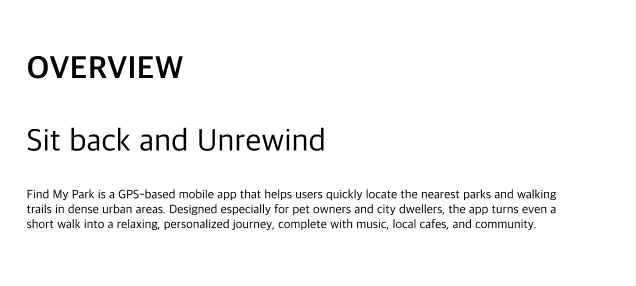 OVERVIEW
Sit back and Unrewind
Find My Park is a GPS-based mobile app that helps users quickly locate the nearest parks and walking
trails in dense urban areas. Designed especially for pet owners and city dwellers, the app turns even a
short walk into a relaxing, personalized journey, complete with music, local cafes, and community.